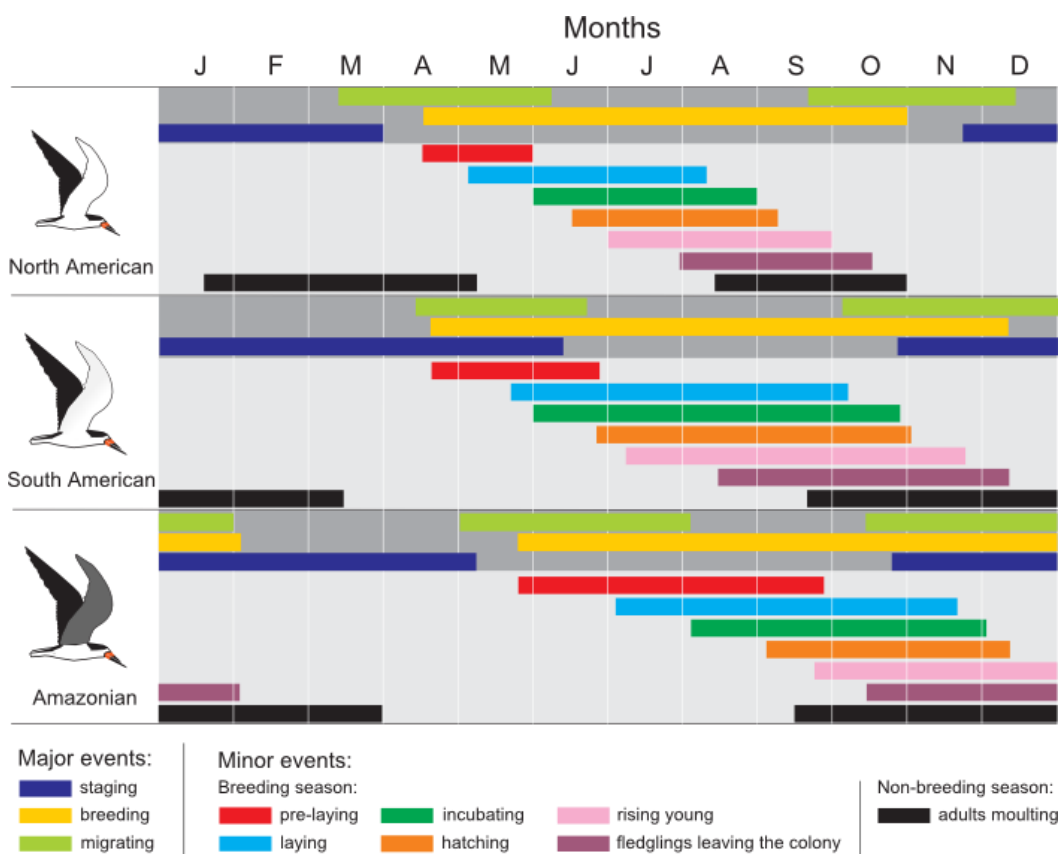 Months
J F M A M J J A S O N D
North American
South American
Amazonian
Major events:
staging
breeding
migrating
Minor events:
Breeding season:
pre-laying
laying
incubating
hatching
rising young
fledglings leaving the colony
Non-breeding season:
adults moulting